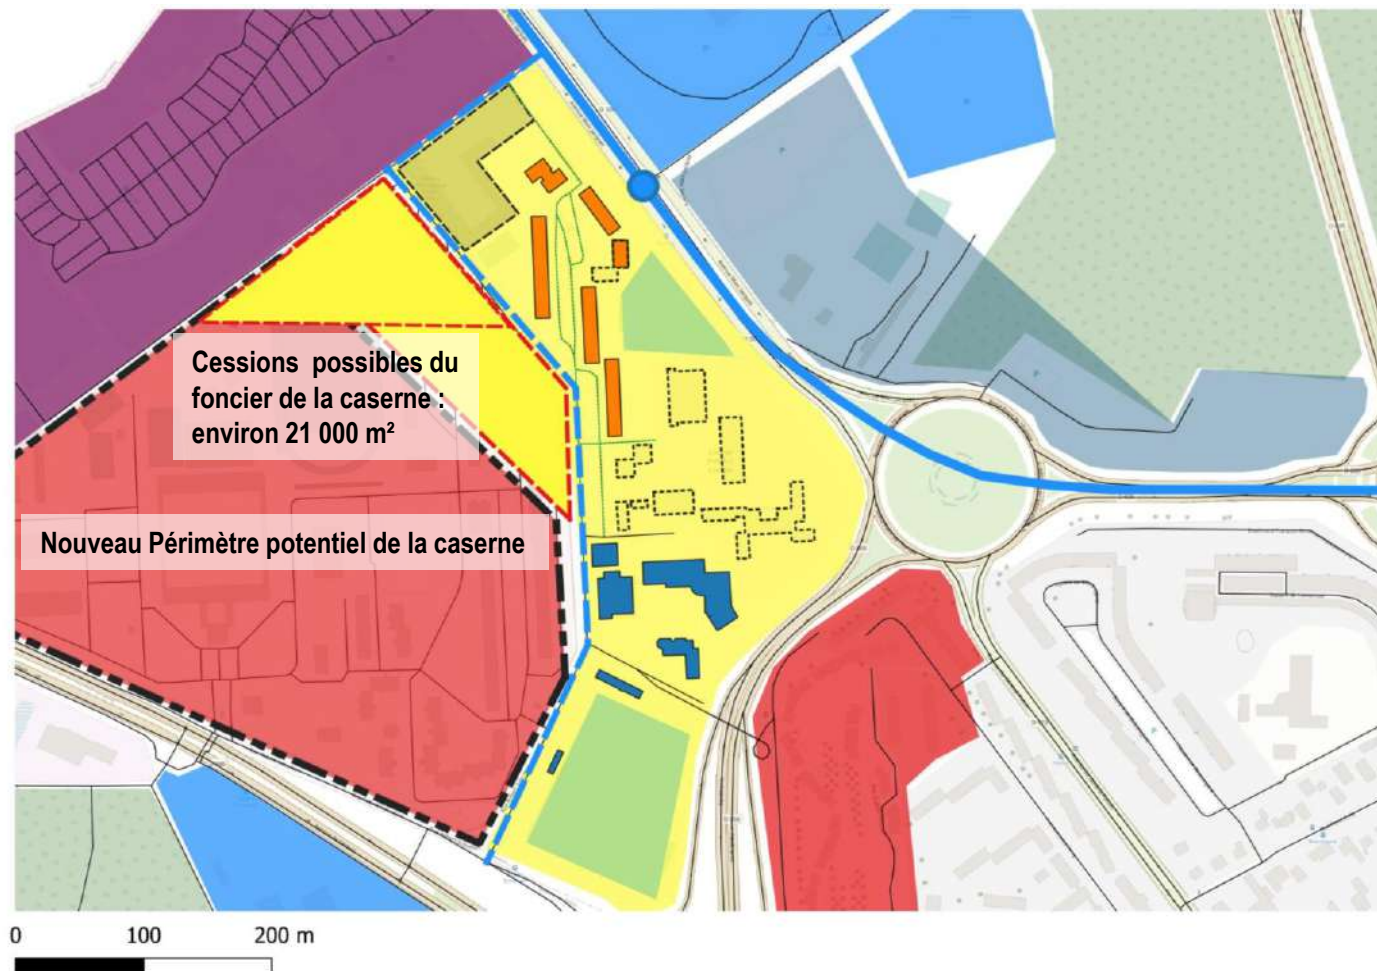 Cessions possibles du
foncier de la caserne :
environ 21 000 m²
Nouveau Périmètre potentiel de la caserne
0 100 200 m